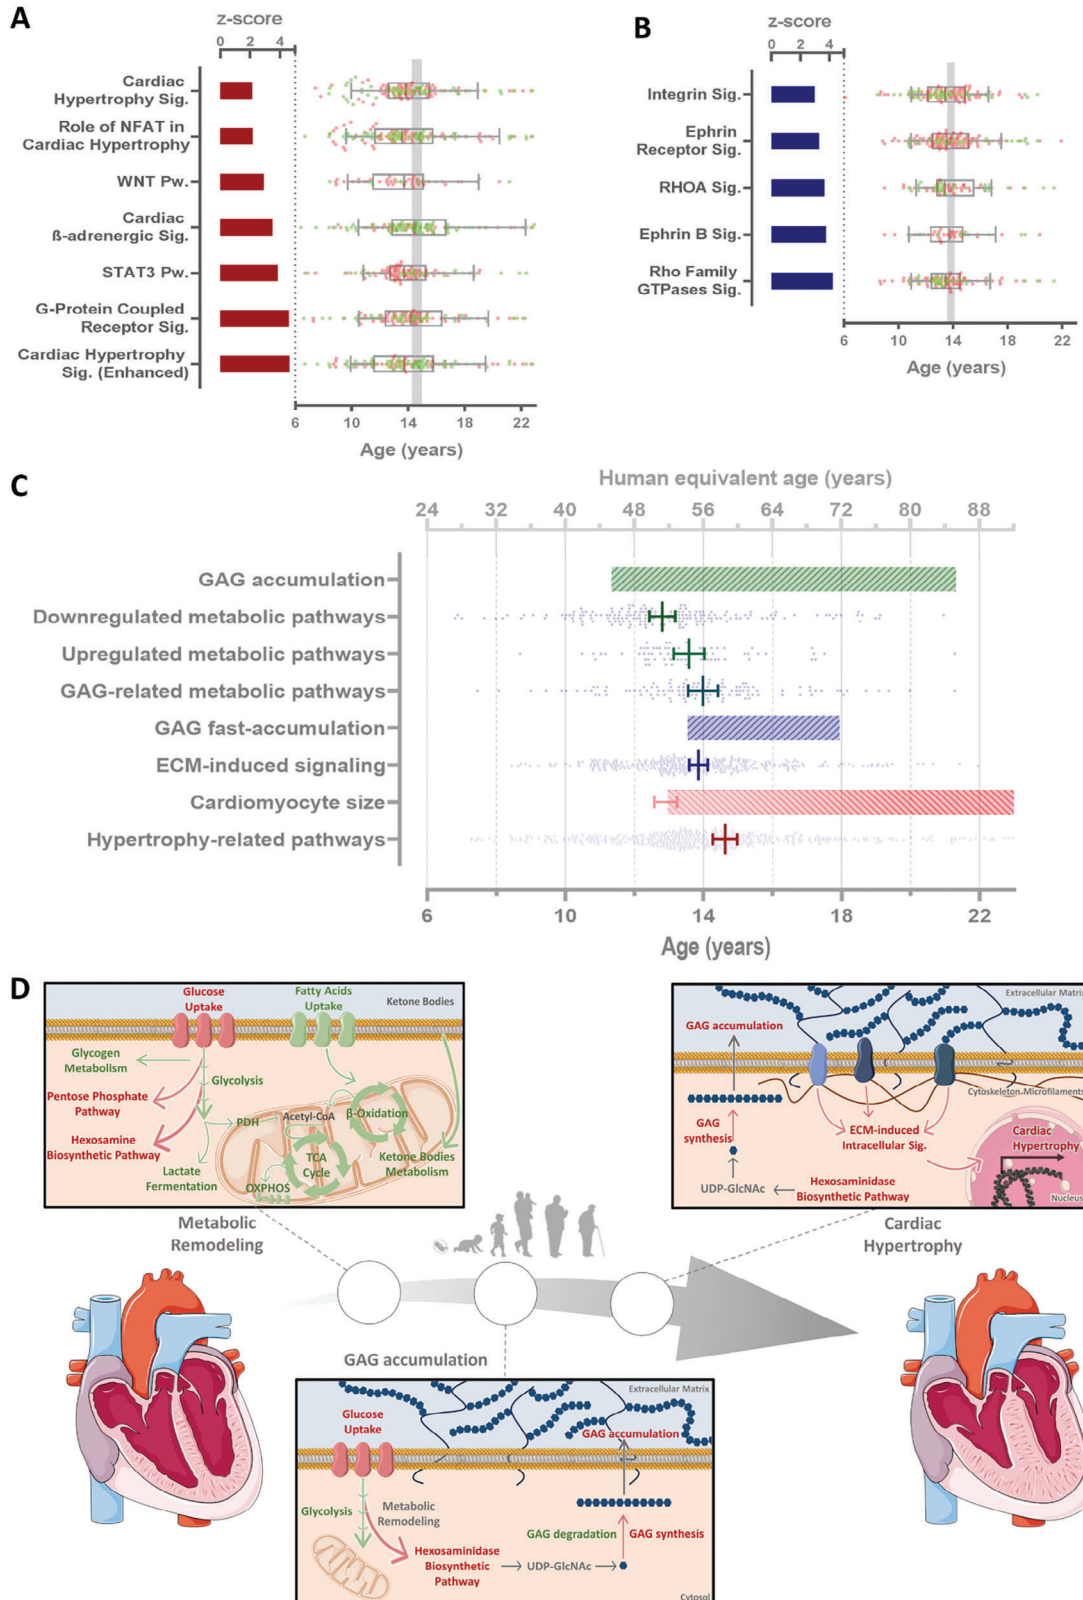 A
z-score
0 2 4
Cardiac
Hypertrophy Sig.
Role of NFAT in
Cardiac Hypertrophy
WNT Pw.
Cardiac
ß-adrenergic Sig.
STAT3 Pw.
G-Protein Coupled
Receptor Sig.
Cardiac Hypertrophy
Sig. (Enhanced)
6 10 14 18 22
Age (years)
B
z-score
0 2 4
Integrin Sig.
Ephrin
Receptor Sig.
RHOA Sig.
Ephrin B Sig.
Rho Family
GTPases Sig.
6 10 14 18 22
Age (years)
C
Human equivalent age (years)
24 32 40 48 56 64 72 80 88
GAG accumulation
Downregulated metabolic pathways
Upregulated metabolic pathways
GAG-related metabolic pathways
GAG fast-accumulation
ECM-induced signaling
Cardiomyocyte size
Hypertrophy-related pathways
6 10 14 18 22
Age (years)
D
Glucose
Uptake
Fatty Acids
Uptake
Ketone Bodies
Glycogen
Metabolism
Glycolysis
Pentose Phosphate
Pathway
PDH
Acetyl-CoA
β-Oxidation
Hexosamine
Biosynthetic Pathway
TCA
Cycle
Ketone Bodies
Metabolism
Lactate
Fermentation
OXPHOS
Metabolic
Remodeling
Extracellular Matrix
GAG accumulation
Cytoskeleton Microfilaments
GAG
synthesis
ECM-induced
Intracellular Sig.
Cardiac
Hypertrophy
UDP-GlcNAc
Hexosaminidase
Biosynthetic Pathway
Nucleus
Cardiac
Hypertrophy
GAG accumulation
Extracellular Matrix
Glucose
Uptake
GAG accumulation
Glycolysis
Metabolic
Remodeling
GAG degradation
GAG synthesis
Hexosaminidase
Biosynthetic
Pathway
UDP-GlcNAc
Cytosol